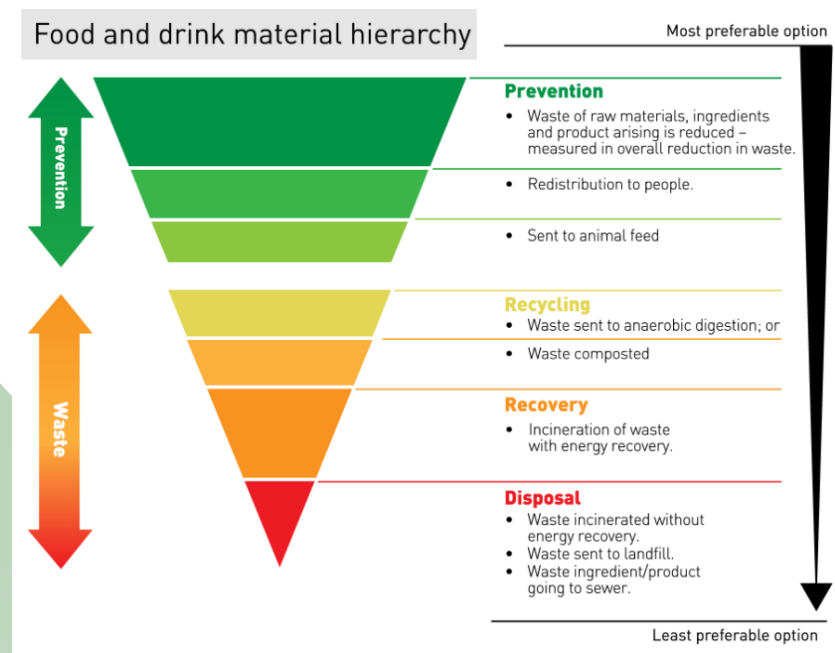 Food and drink material hierarchy
Most preferable option
Prevention
Prevention
• Waste of raw materials, ingredients
and product arising is reduced –
measured in overall reduction in waste.
• Redistribution to people.
• Sent to animal feed
Waste
Recycling
• Waste sent to anaerobic digestion; or
• Waste composted
Recovery
• Incineration of waste
with energy recovery.
Disposal
• Waste incinerated without
energy recovery.
• Waste sent to landfill.
• Waste ingredient/product
going to sewer.
Least preferable option